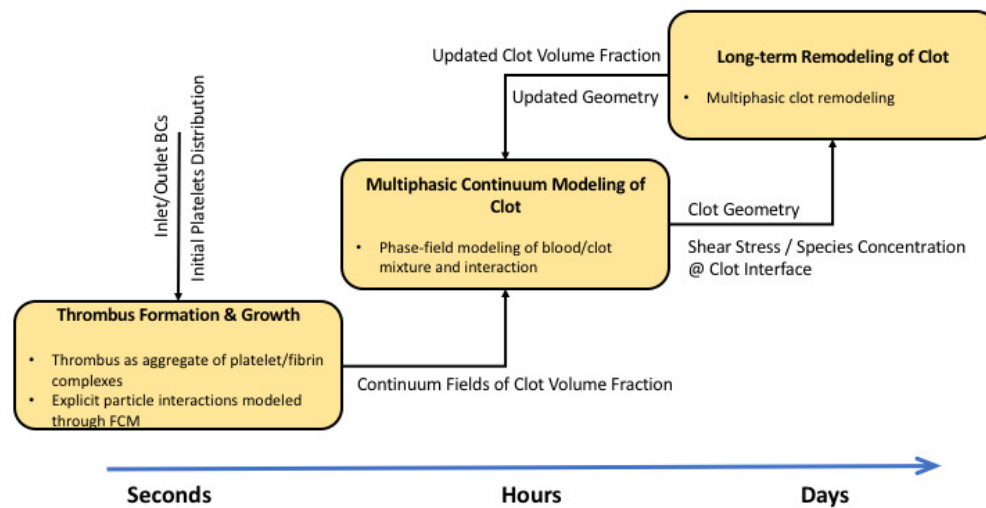 Inlet/Outlet BCs
Initial Platelets Distribution
Thrombus Formation & Growth
• Thrombus as aggregate of platelet/fibrin
complexes
• Explicit particle interactions modeled
through FCM
Continuum Fields of Clot Volume Fraction
Multiphasic Continuum Modeling of
Clot
• Phase-field modeling of blood/clot
mixture and interaction
Updated Clot Volume Fraction
Updated Geometry
Long-term Remodeling of Clot
• Multiphasic clot remodeling
Clot Geometry
Shear Stress / Species Concentration
@ Clot Interface
Seconds
Hours
Days